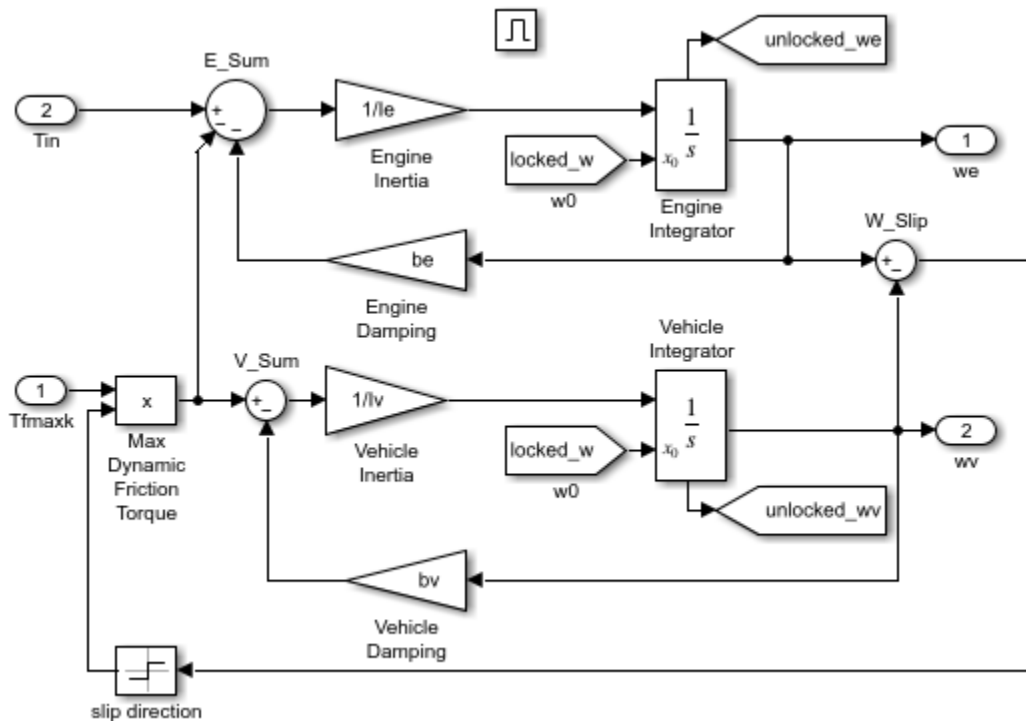 unlocked_we
E_Sum
2
Tin
+
−
−
1/Ie
Engine
Inertia
locked_w
w0
x0
1
s
Engine
Integrator
1
we
W_Slip
+
−
be
Engine
Damping
Vehicle
Integrator
V_Sum
1
Tfmaxk
x
Max
Dynamic
Friction
Torque
+
−
1/Iv
Vehicle
Inertia
locked_w
w0
x0
1
s
2
wv
unlocked_wv
bv
Vehicle
Damping
slip direction